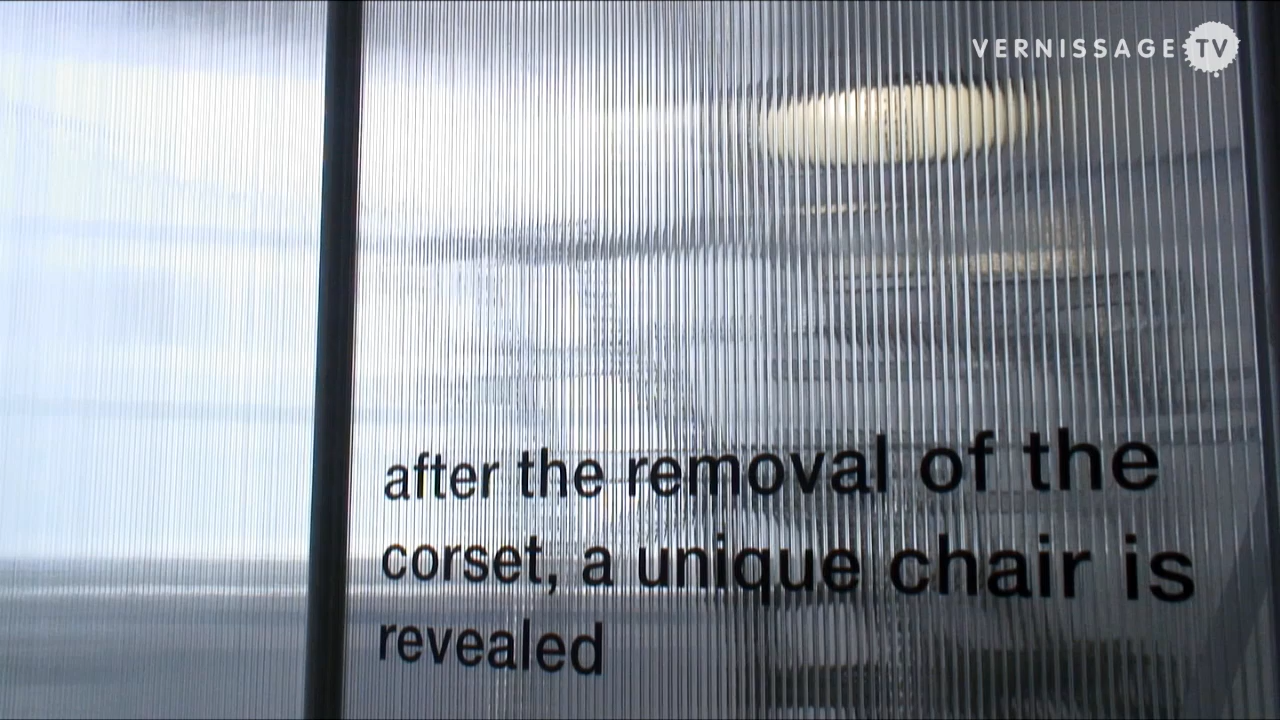 VERNISSAGE TV
after the removal of the
corset, a unique chair is
revealed